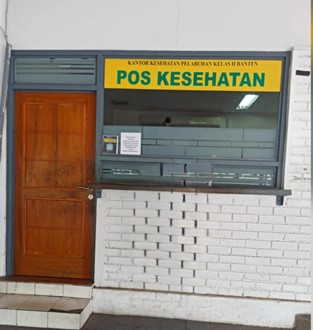 KANTOR KESEHATAN PELABUHAN KELAS II BANTEN
POS KESEHATAN